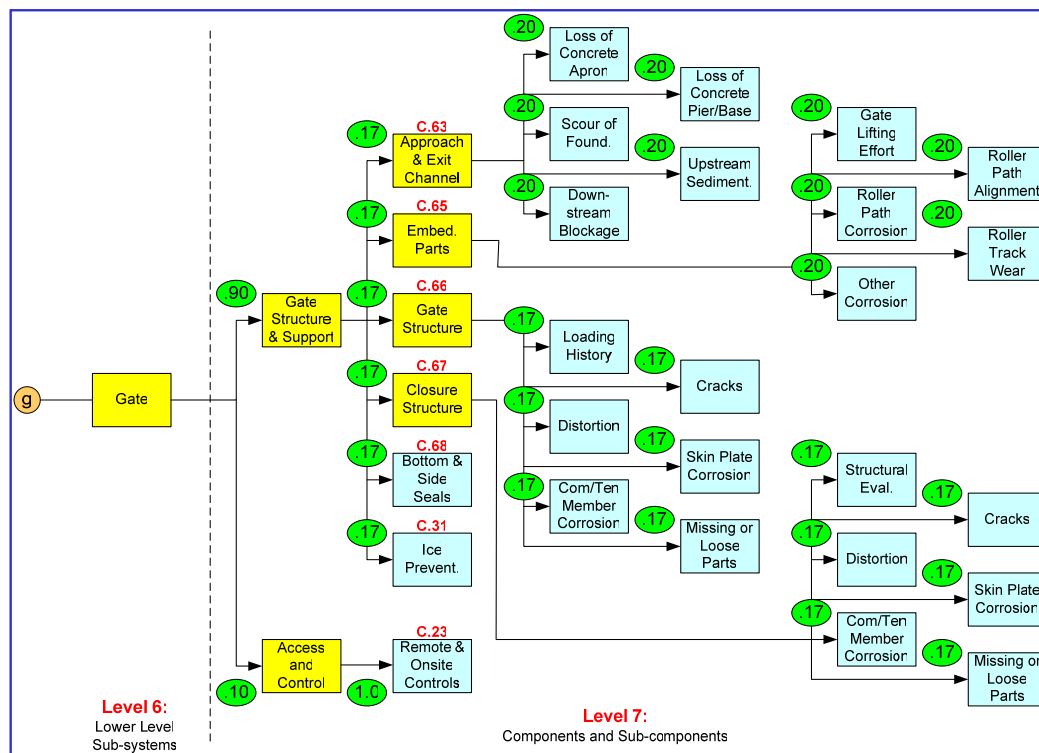 .20
Loss of
Concrete
Apron
.20
Loss of
Concrete
Pier/Base
.20
Scour of
Found.
.20
Upstream
Sediment.
.20
Down-
stream
Blockage
.17
C.63
Approach
& Exit
Channel
.17
C.65
Embed.
Parts
.20
Gate
Lifting
Effort
.20
Roller
Path
Alignment
.20
Roller
Path
Corrosion
.20
Roller
Track
Wear
.20
Other
Corrosion
.90
Gate
Structure
& Support
.17
C.66
Gate
Structure
.17
Loading
History
.17
Cracks
.17
Distortion
.17
Skin Plate
Corrosion
.17
Com/Ten
Member
Corrosion
.17
Missing or
Loose
Parts
g
Gate
.17
C.67
Closure
Structure
.17
C.68
Bottom &
Side
Seals
.17
C.31
Ice
Prevent.
.17
Structural
Eval.
.17
Cracks
.17
Distortion
.17
Skin Plate
Corrosion
.17
Com/Ten
Member
Corrosion
.17
Missing or
Loose
Parts
.10
Access
and
Control
1.0
C.23
Remote &
Onsite
Controls
Level 6:
Lower Level
Sub-systems
Level 7:
Components and Sub-components